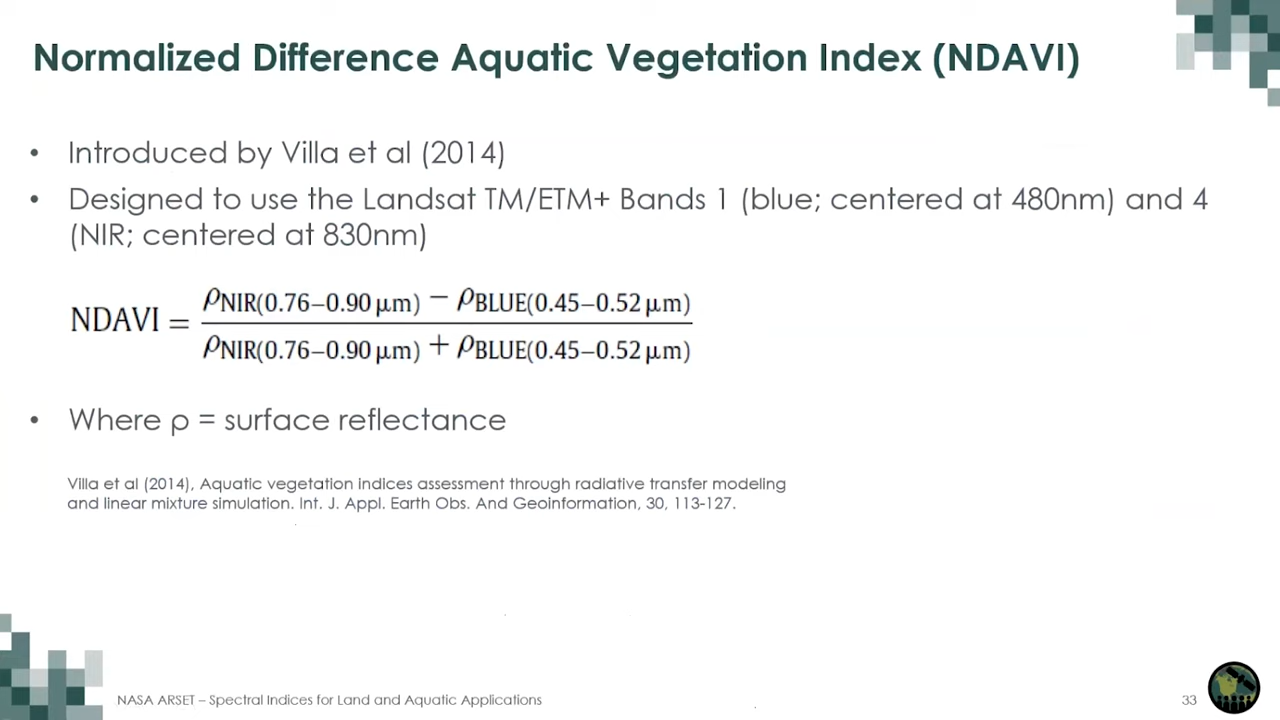 Normalized Difference Aquatic Vegetation Index (NDAVI)
• Introduced by Villa et al (2014)
• Designed to use the Landsat TM/ETM+ Bands 1 (blue; centered at 480nm) and 4
(NIR; centered at 830nm)
ρNIR(0.76–0.90 μm) − ρBLUE(0.45–0.52 μm)
NDAVI =
ρNIR(0.76–0.90 μm) + ρBLUE(0.45–0.52 μm)
• Where ρ = surface reflectance
Villa et al (2014), Aquatic vegetation indices assessment through radiative transfer modeling
and linear mixture simulation. Int. J. Appl. Earth Obs. And Geoinformation, 30, 113-127.
NASA ARSET – Spectral Indices for Land and Aquatic Applications
33